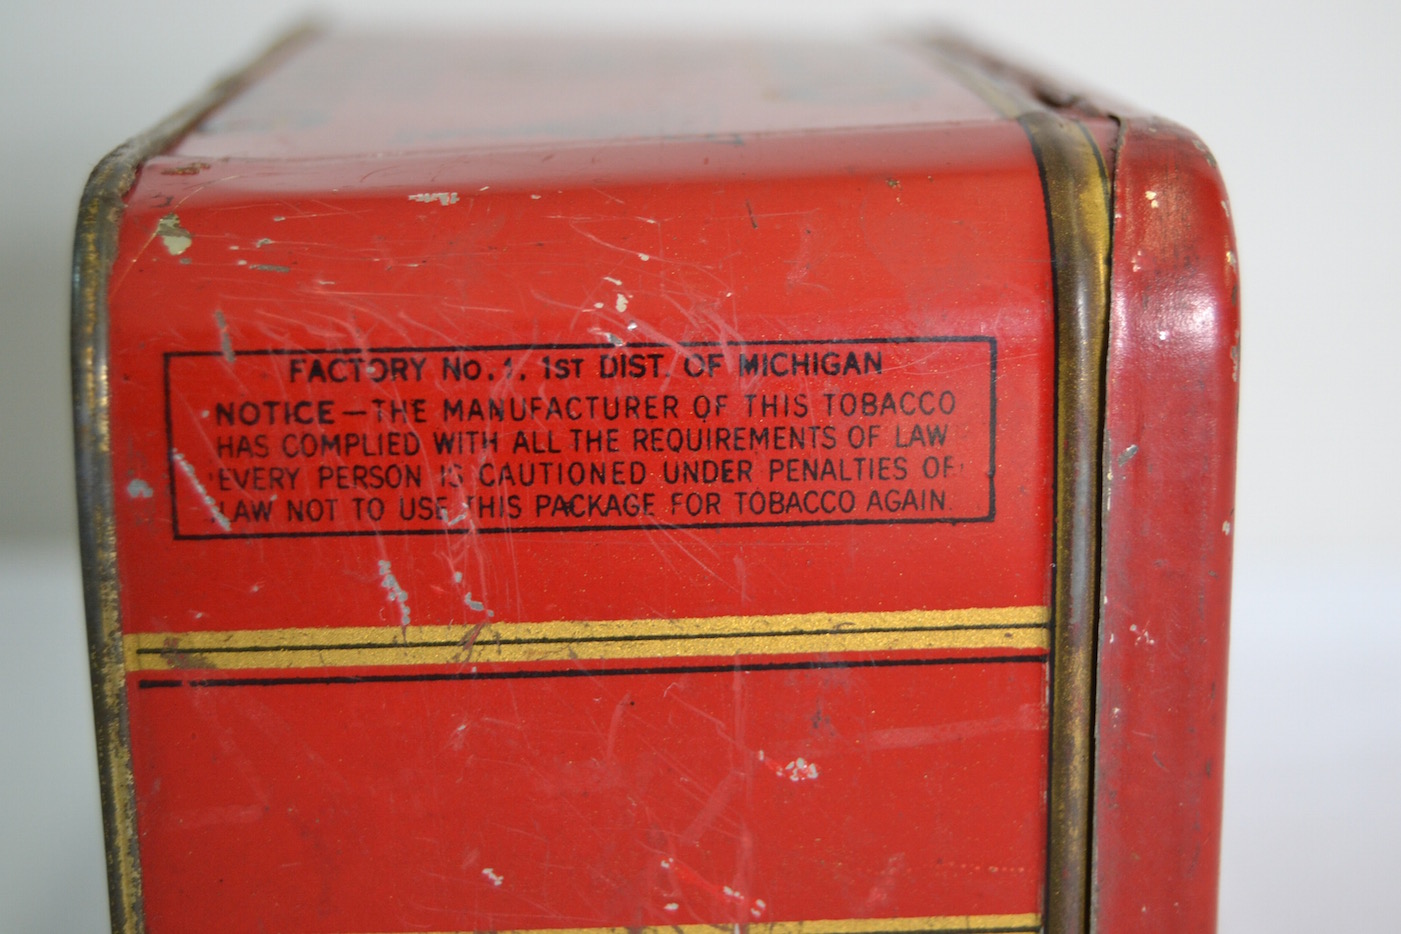 FACTORY No. 1. 1ST DIST. OF MICHIGAN
NOTICE — THE MANUFACTURER OF THIS TOBACCO
HAS COMPLIED WITH ALL THE REQUIREMENTS OF LAW
EVERY PERSON IS CAUTIONED UNDER PENALTIES OF
LAW NOT TO USE THIS PACKAGE FOR TOBACCO AGAIN.